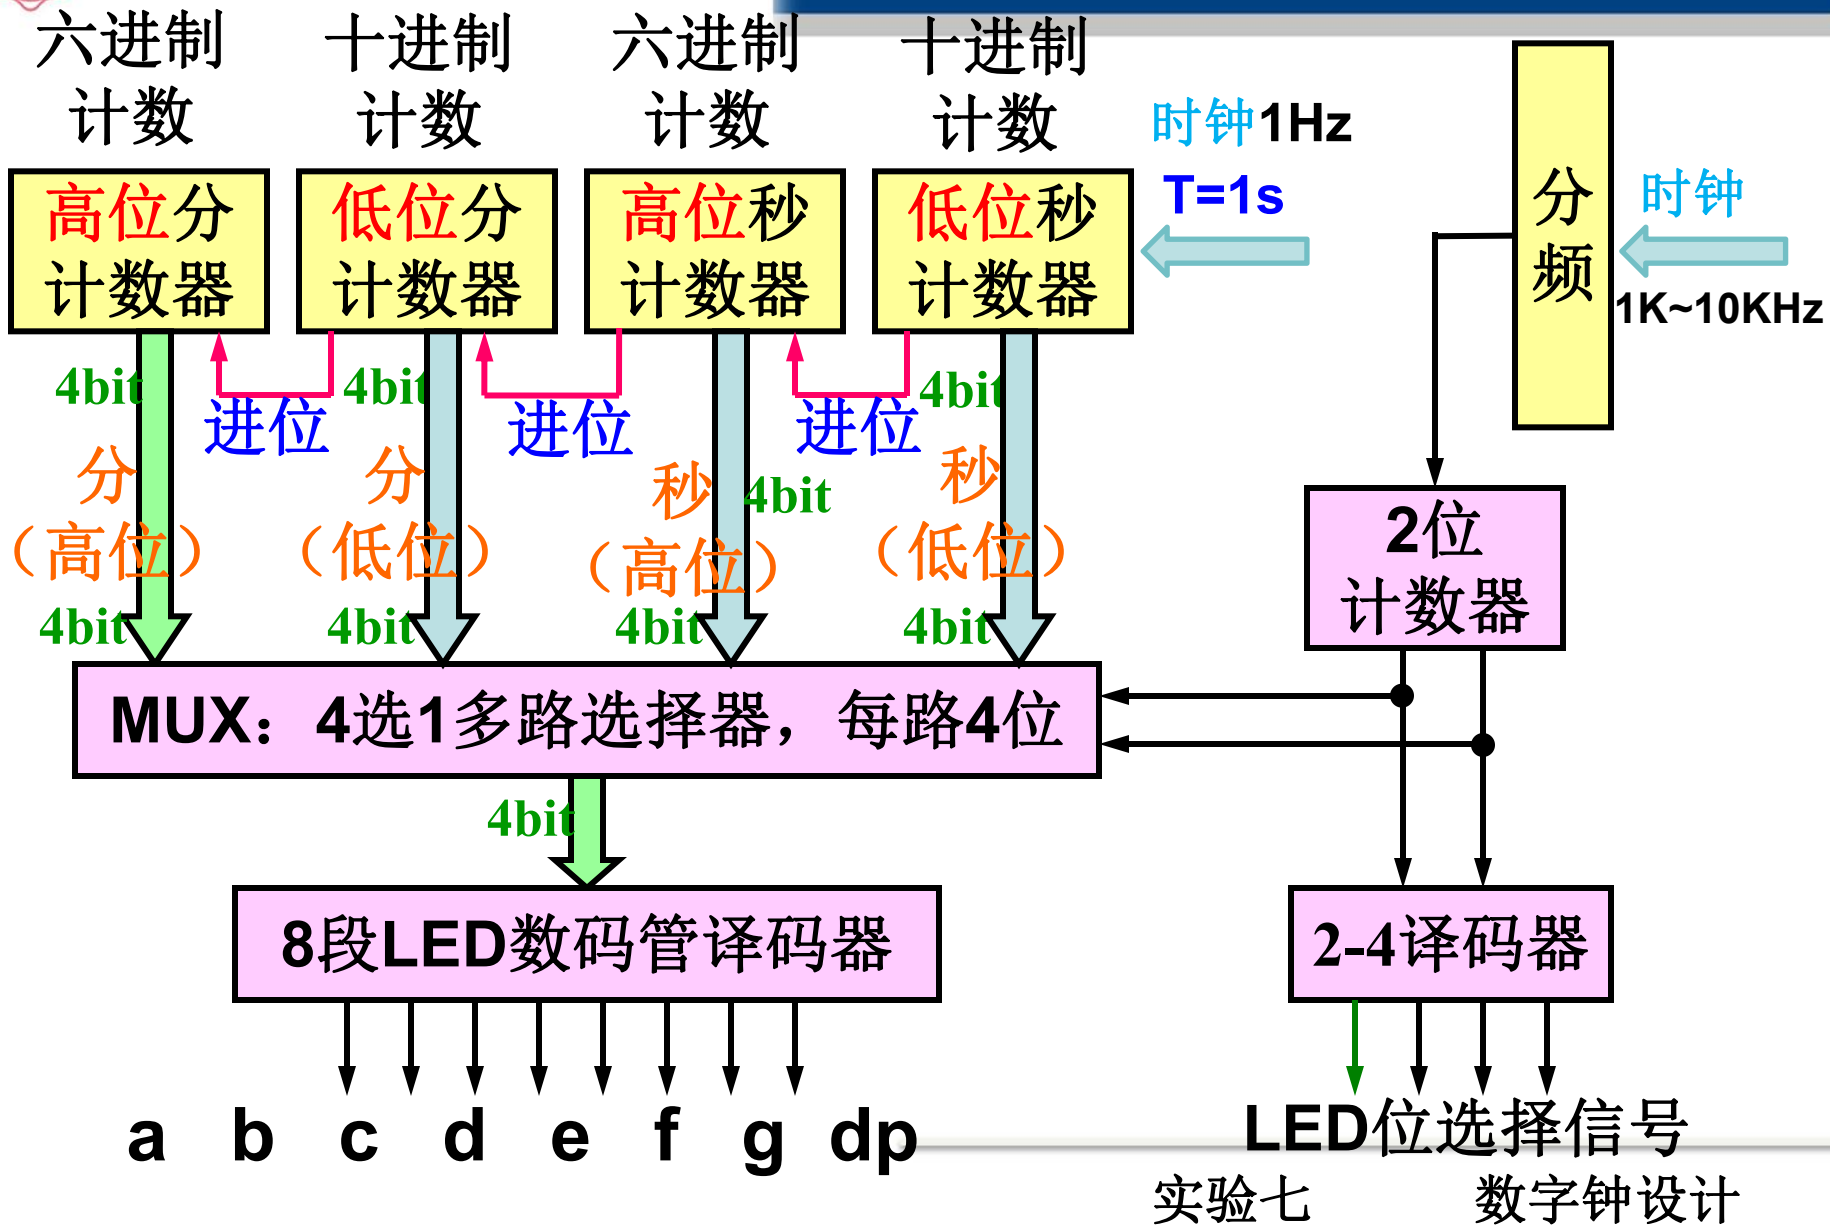 六进制
计数
十进制
计数
六进制
计数
十进制
计数
时钟1Hz
T=1s
高位分
计数器
低位分
计数器
高位秒
计数器
低位秒
计数器
分
频
时钟
1K~10KHz
4bit
4bit
4bit
进位
进位
进位
分
(高位)
分
(低位)
秒
(高位)
4bit
秒
(低位)
4bit
4bit
4bit
4bit
2位
计数器
MUX：4选1多路选择器，每路4位
4bit
8段LED数码管译码器
2-4译码器
a b c d e f g dp
LED位选择信号
实验七 数字钟设计